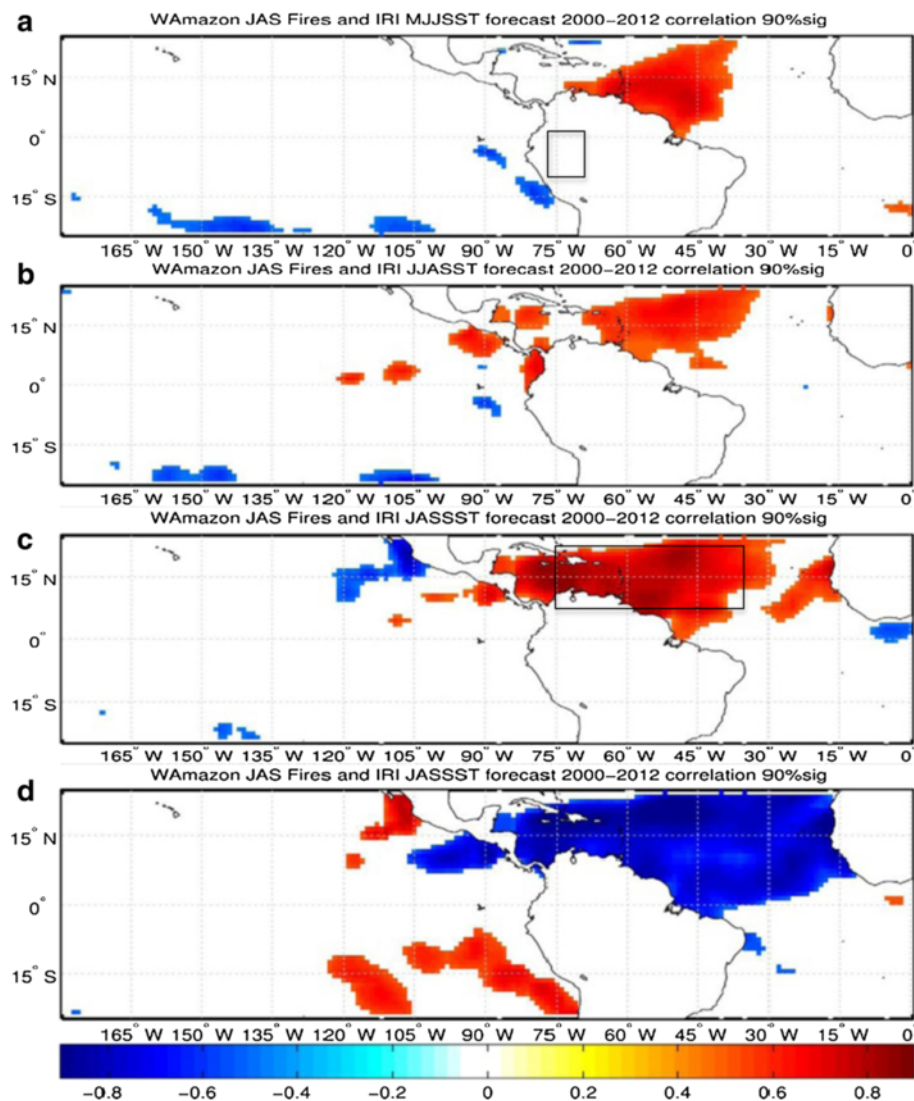 a
WAmazon JAS Fires and IRI MJJSST forecast 2000-2012 correlation 90%sig
15° N
0°
15° S
165° W 150° W 135° W 120° W 105° W 90° W 75° W 60° W 45° W 30° W 15° W 0°
b
WAmazon JAS Fires and IRI JJASST forecast 2000-2012 correlation 90%sig
15° N
0°
15° S
165° W 150° W 135° W 120° W 105° W 90° W 75° W 60° W 45° W 30° W 15° W 0°
c
WAmazon JAS Fires and IRI JASSST forecast 2000-2012 correlation 90%sig
15° N
0°
15° S
165° W 150° W 135° W 120° W 105° W 90° W 75° W 60° W 45° W 30° W 15° W 0°
d
WAmazon JAS Fires and IRI JASSST forecast 2000-2012 correlation 90%sig
15° N
0°
15° S
165° W 150° W 135° W 120° W 105° W 90° W 75° W 60° W 45° W 30° W 15° W 0°
-0.8 -0.6 -0.4 -0.2 0 0.2 0.4 0.6 0.8